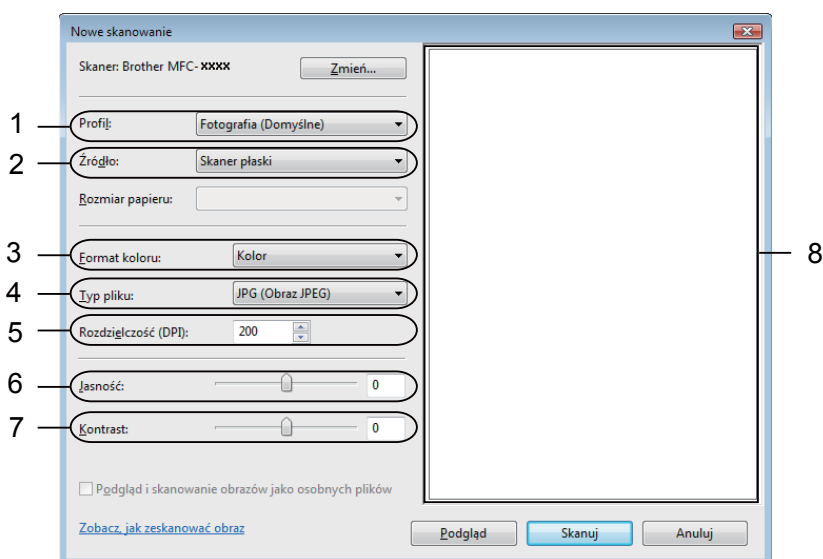 Nowe skanowanie
Skaner: Brother MFC-XXXX Zmień...
1 Profil: Fotografia (Domyślne)
2 Źródło: Skaner płaski
Rozmiar papieru:
3 Format koloru: Kolor
8
4 Typ pliku: JPG (Obraz JPEG)
5 Rozdzielczość (DPI): 200
6 Jasność: 0
7 Kontrast: 0
Podgląd i skanowanie obrazów jako osobnych plików
Zobacz, jak zeskanować obraz
Podgląd Skanuj Anuluj